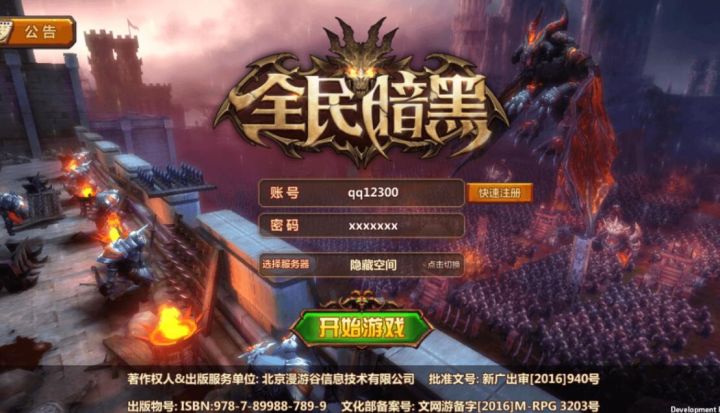 公告
全民暗黑
账号 qq12300 快速注册
密码 xxxxxxx
选择服务器 隐藏空间 点击切换
开始游戏
著作权人&出版服务单位: 北京漫游谷信息技术有限公司 批准文号: 新广出审[2016]940号
出版物号: ISBN:978-7-89988-789-9 文化部备案号: 文网游备字[2016]M-RPG 3203号
Development